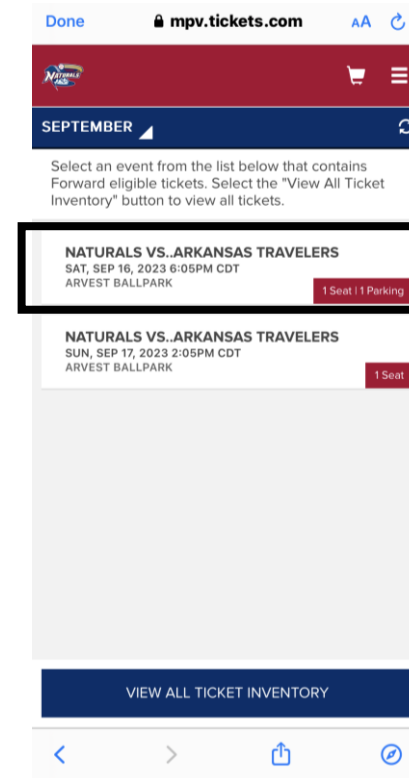 Done mpv.tickets.com AA
NATURALS
SEPTEMBER
Select an event from the list below that contains
Forward eligible tickets. Select the "View All Ticket
Inventory" button to view all tickets.
NATURALS VS..ARKANSAS TRAVELERS
SAT, SEP 16, 2023 6:05PM CDT
ARVEST BALLPARK
1 Seat | 1 Parking
NATURALS VS..ARKANSAS TRAVELERS
SUN, SEP 17, 2023 2:05PM CDT
ARVEST BALLPARK
1 Seat
VIEW ALL TICKET INVENTORY